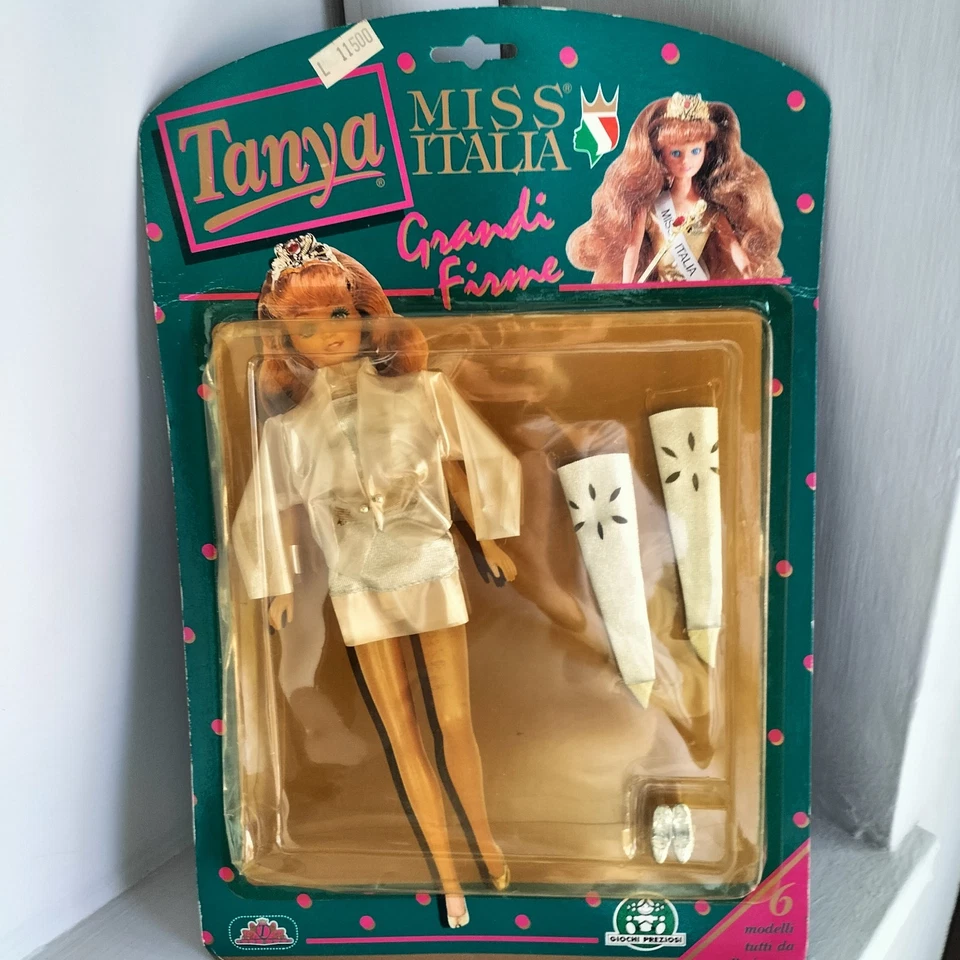 L 11500
Tanya®
MISS®
ITALIA
Grandi
Firme
MISS ITALIA
GIOCHI PREZIOSI
6
modelli
tutti da